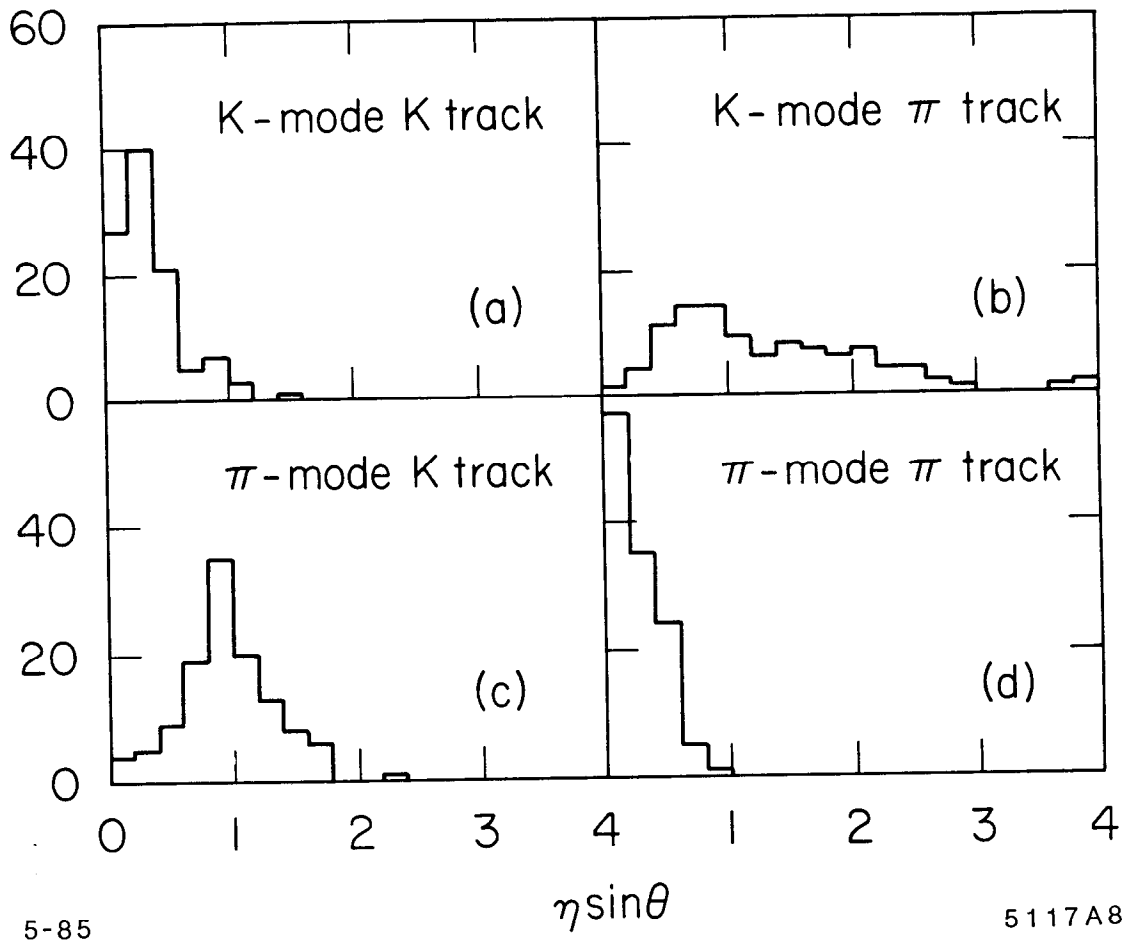 60
K-mode K track
K-mode π track
40
20
(a)
(b)
0
π-mode K track
π-mode π track
40
20
(c)
(d)
0
0 1 2 3 4 1 2 3 4
η sinθ
5-85
5117A8